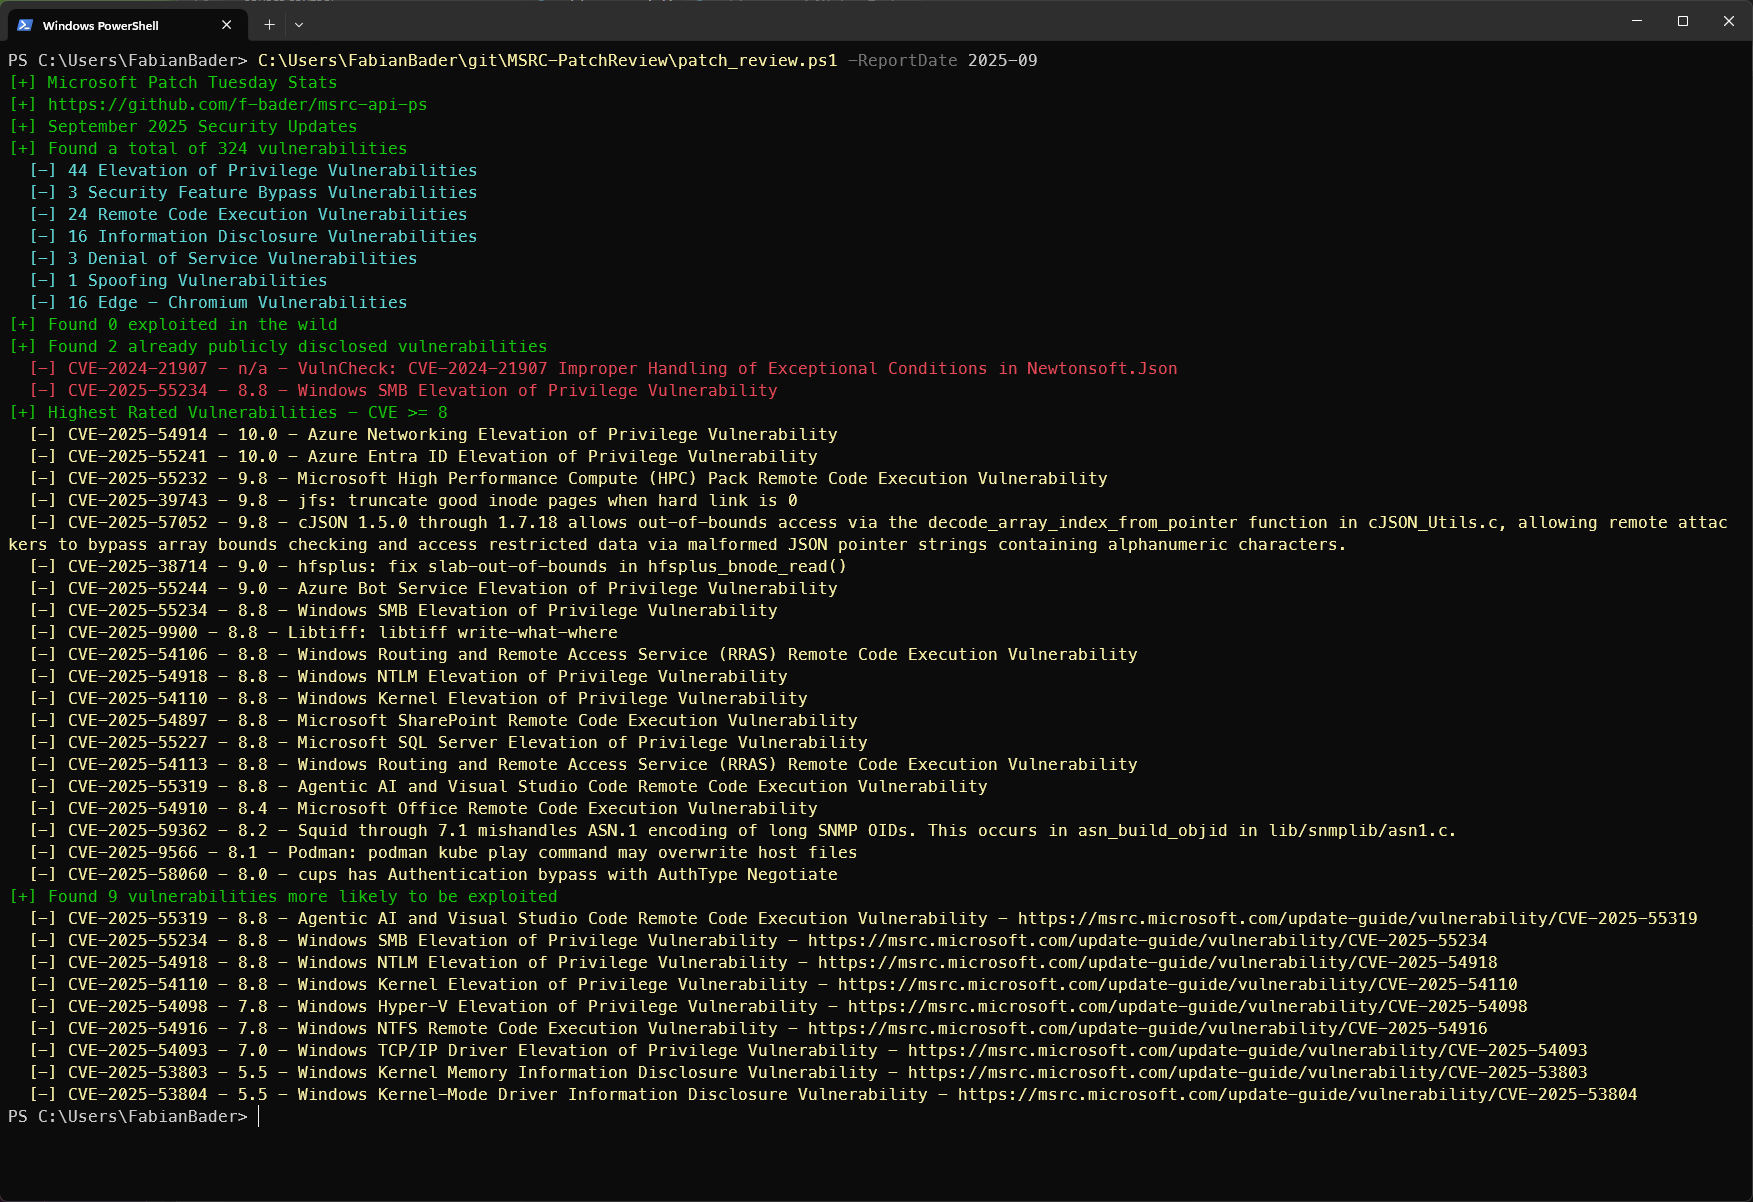 Windows PowerShell
PS C:\Users\FabianBader> C:\Users\FabianBader\git\MSRC-PatchReview\patch_review.ps1 -ReportDate 2025-09
[+] Microsoft Patch Tuesday Stats
[+] https://github.com/f-bader/msrc-api-ps
[+] September 2025 Security Updates
[+] Found a total of 324 vulnerabilities
[-] 44 Elevation of Privilege Vulnerabilities
[-] 3 Security Feature Bypass Vulnerabilities
[-] 24 Remote Code Execution Vulnerabilities
[-] 16 Information Disclosure Vulnerabilities
[-] 3 Denial of Service Vulnerabilities
[-] 1 Spoofing Vulnerabilities
[-] 16 Edge - Chromium Vulnerabilities
[+] Found 0 exploited in the wild
[+] Found 2 already publicly disclosed vulnerabilities
[-] CVE-2024-21907 - n/a - VulnCheck: CVE-2024-21907 Improper Handling of Exceptional Conditions in Newtonsoft.Json
[-] CVE-2025-55234 - 8.8 - Windows SMB Elevation of Privilege Vulnerability
[+] Highest Rated Vulnerabilities - CVE >= 8
[-] CVE-2025-54914 - 10.0 - Azure Networking Elevation of Privilege Vulnerability
[-] CVE-2025-55241 - 10.0 - Azure Entra ID Elevation of Privilege Vulnerability
[-] CVE-2025-55232 - 9.8 - Microsoft High Performance Compute (HPC) Pack Remote Code Execution Vulnerability
[-] CVE-2025-39743 - 9.8 - jfs: truncate good inode pages when hard link is 0
[-] CVE-2025-57052 - 9.8 - cJSON 1.5.0 through 1.7.18 allows out-of-bounds access via the decode_array_index_from_pointer function in cJSON_Utils.c, allowing remote attac
kers to bypass array bounds checking and access restricted data via malformed JSON pointer strings containing alphanumeric characters.
[-] CVE-2025-38714 - 9.0 - hfsplus: fix slab-out-of-bounds in hfsplus_bnode_read()
[-] CVE-2025-55244 - 9.0 - Azure Bot Service Elevation of Privilege Vulnerability
[-] CVE-2025-55234 - 8.8 - Windows SMB Elevation of Privilege Vulnerability
[-] CVE-2025-9900 - 8.8 - Libtiff: libtiff write-what-where
[-] CVE-2025-54106 - 8.8 - Windows Routing and Remote Access Service (RRAS) Remote Code Execution Vulnerability
[-] CVE-2025-54918 - 8.8 - Windows NTLM Elevation of Privilege Vulnerability
[-] CVE-2025-54110 - 8.8 - Windows Kernel Elevation of Privilege Vulnerability
[-] CVE-2025-54897 - 8.8 - Microsoft SharePoint Remote Code Execution Vulnerability
[-] CVE-2025-55227 - 8.8 - Microsoft SQL Server Elevation of Privilege Vulnerability
[-] CVE-2025-54113 - 8.8 - Windows Routing and Remote Access Service (RRAS) Remote Code Execution Vulnerability
[-] CVE-2025-55319 - 8.8 - Agentic AI and Visual Studio Code Remote Code Execution Vulnerability
[-] CVE-2025-54910 - 8.4 - Microsoft Office Remote Code Execution Vulnerability
[-] CVE-2025-59362 - 8.2 - Squid through 7.1 mishandles ASN.1 encoding of long SNMP OIDs. This occurs in asn_build_objid in lib/snmplib/asn1.c.
[-] CVE-2025-9566 - 8.1 - Podman: podman kube play command may overwrite host files
[-] CVE-2025-58060 - 8.0 - cups has Authentication bypass with AuthType Negotiate
[+] Found 9 vulnerabilities more likely to be exploited
[-] CVE-2025-55319 - 8.8 - Agentic AI and Visual Studio Code Remote Code Execution Vulnerability - https://msrc.microsoft.com/update-guide/vulnerability/CVE-2025-55319
[-] CVE-2025-55234 - 8.8 - Windows SMB Elevation of Privilege Vulnerability - https://msrc.microsoft.com/update-guide/vulnerability/CVE-2025-55234
[-] CVE-2025-54918 - 8.8 - Windows NTLM Elevation of Privilege Vulnerability - https://msrc.microsoft.com/update-guide/vulnerability/CVE-2025-54918
[-] CVE-2025-54110 - 8.8 - Windows Kernel Elevation of Privilege Vulnerability - https://msrc.microsoft.com/update-guide/vulnerability/CVE-2025-54110
[-] CVE-2025-54098 - 7.8 - Windows Hyper-V Elevation of Privilege Vulnerability - https://msrc.microsoft.com/update-guide/vulnerability/CVE-2025-54098
[-] CVE-2025-54916 - 7.8 - Windows NTFS Remote Code Execution Vulnerability - https://msrc.microsoft.com/update-guide/vulnerability/CVE-2025-54916
[-] CVE-2025-54093 - 7.0 - Windows TCP/IP Driver Elevation of Privilege Vulnerability - https://msrc.microsoft.com/update-guide/vulnerability/CVE-2025-54093
[-] CVE-2025-53803 - 5.5 - Windows Kernel Memory Information Disclosure Vulnerability - https://msrc.microsoft.com/update-guide/vulnerability/CVE-2025-53803
[-] CVE-2025-53804 - 5.5 - Windows Kernel-Mode Driver Information Disclosure Vulnerability - https://msrc.microsoft.com/update-guide/vulnerability/CVE-2025-53804
PS C:\Users\FabianBader>